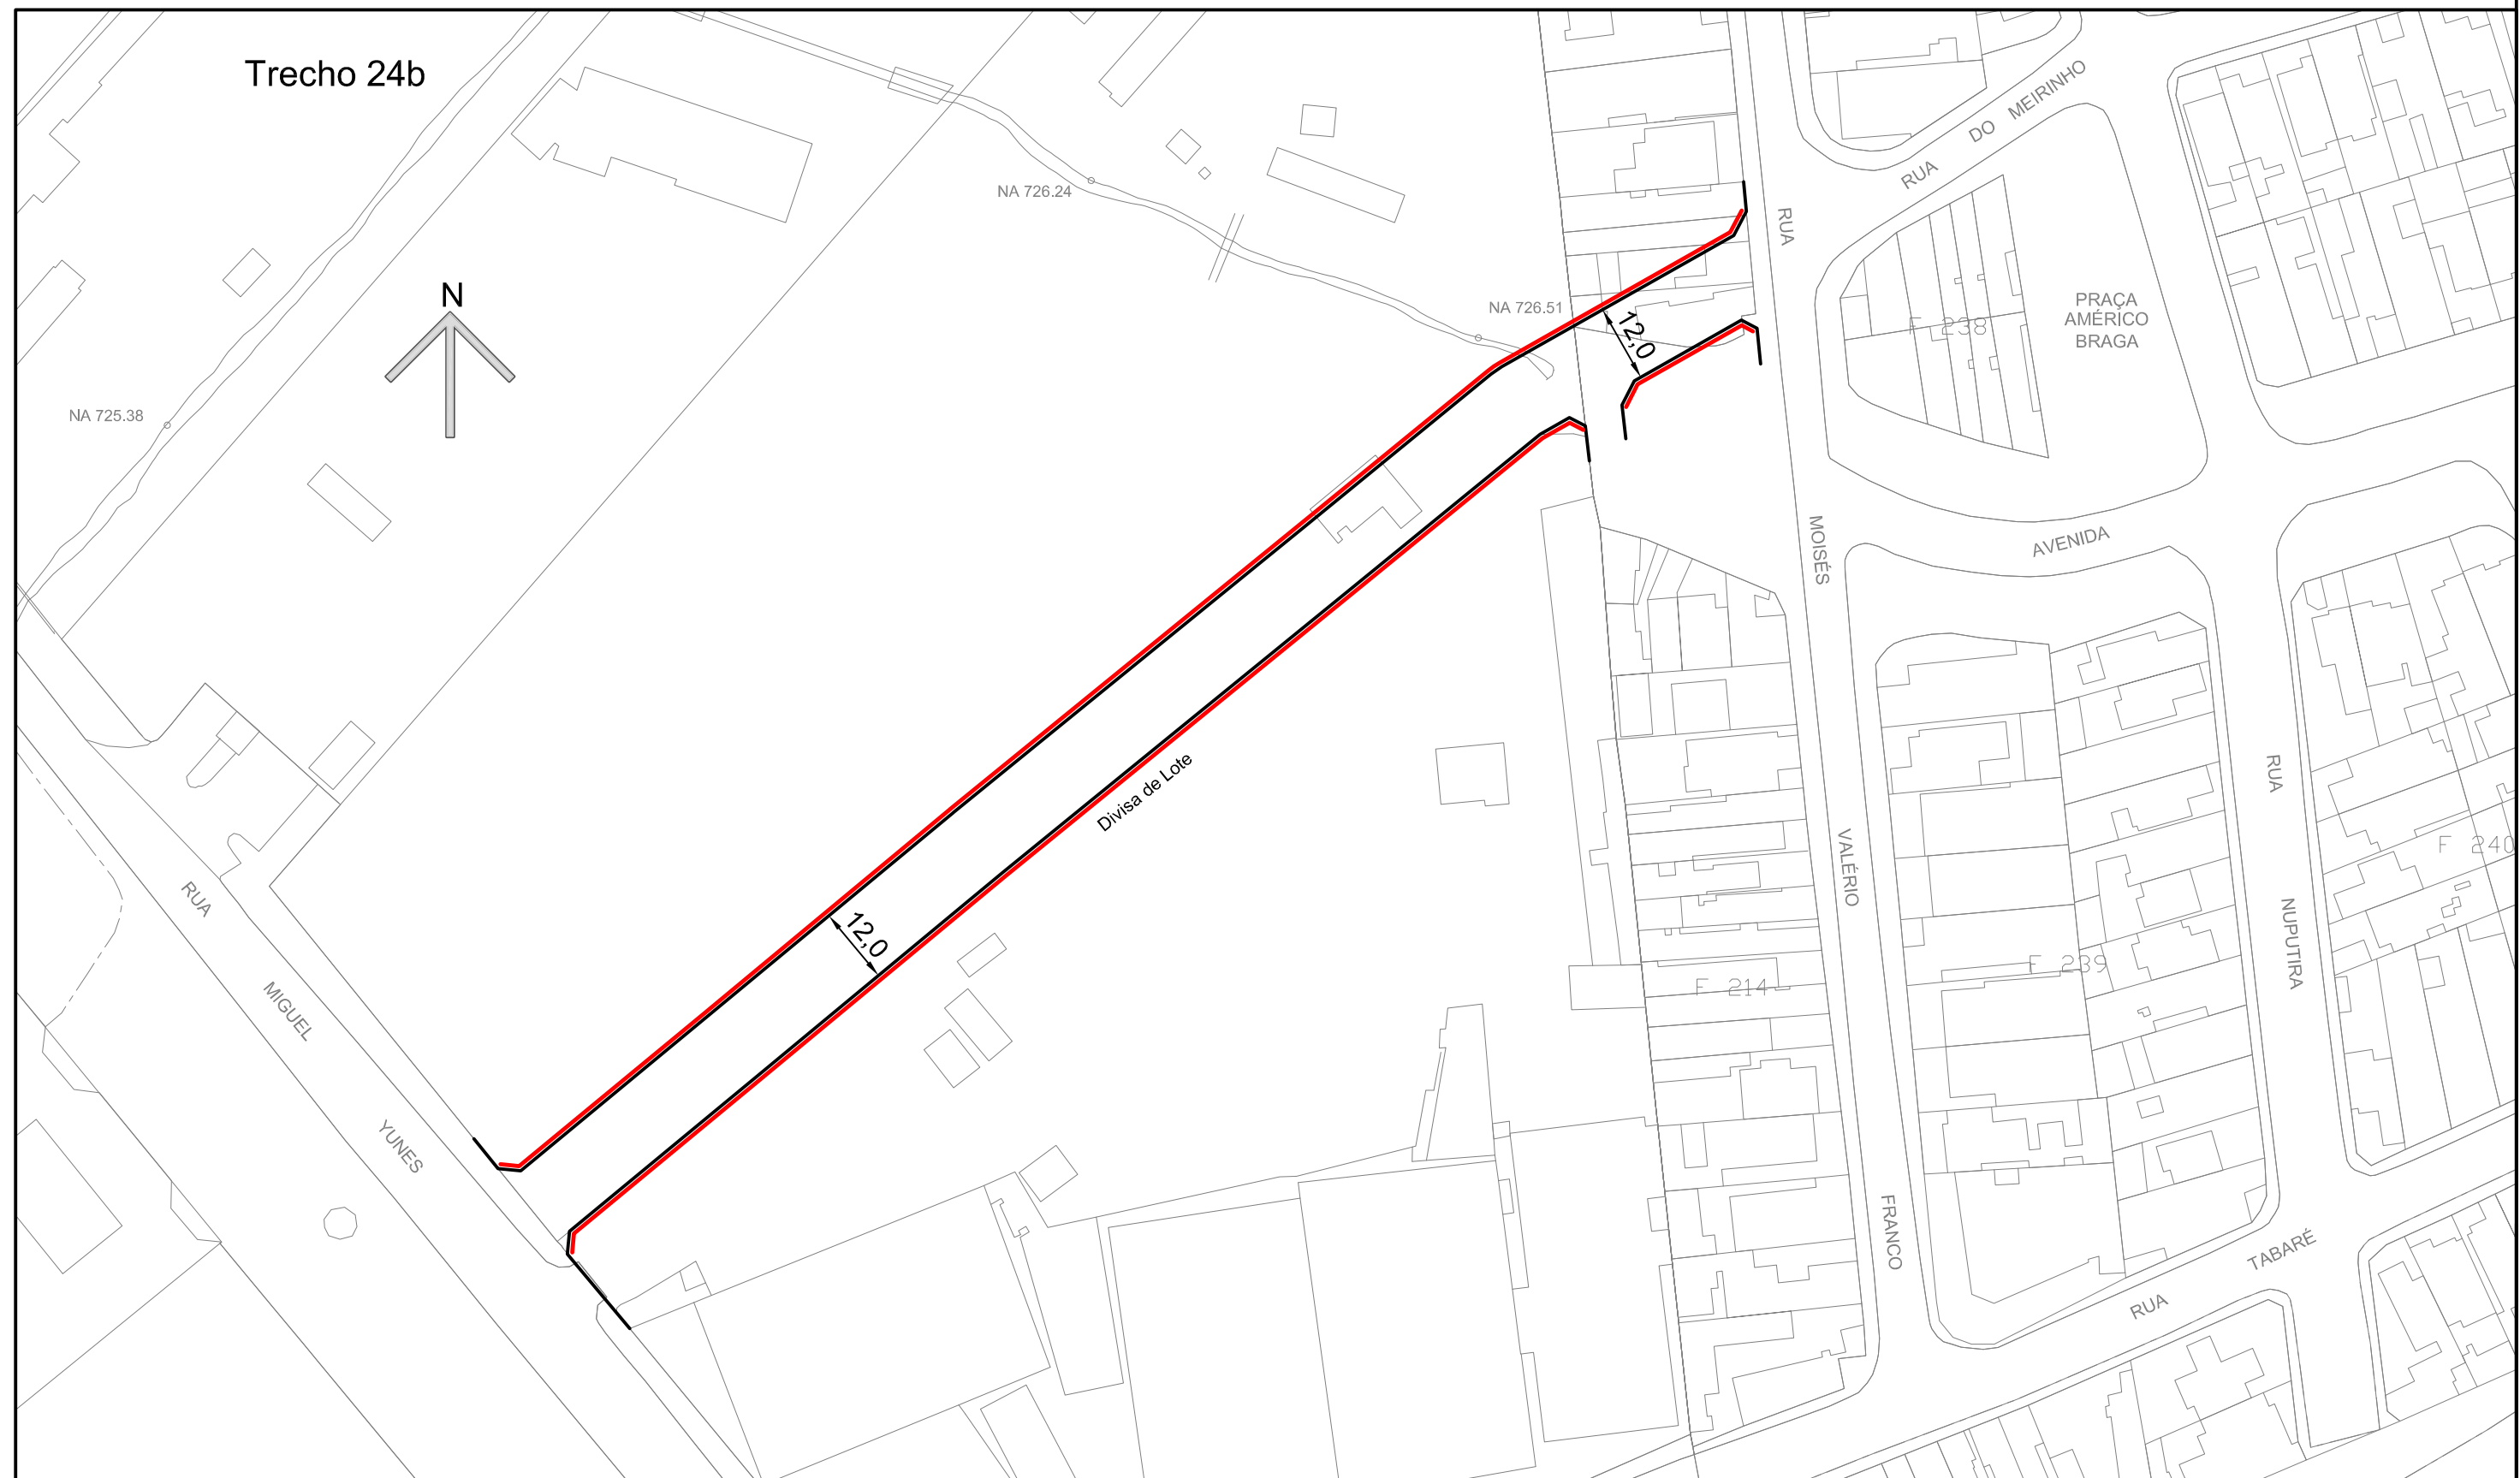 Trecho 24b
RUA DO MEIRINHO
NA 726.24
RUA
N
NA 726.51
PRAÇA
AMÉRICO
BRAGA
F 238
12,0
NA 725.38
MOISÉS
AVENIDA
Divisa de Lote
RUA
VALÉRIO
F 240
RUA
12,0
NUPUTIRA
F 239
F 214
MIGUEL
YUNES
FRANCO
TABARÉ
RUA